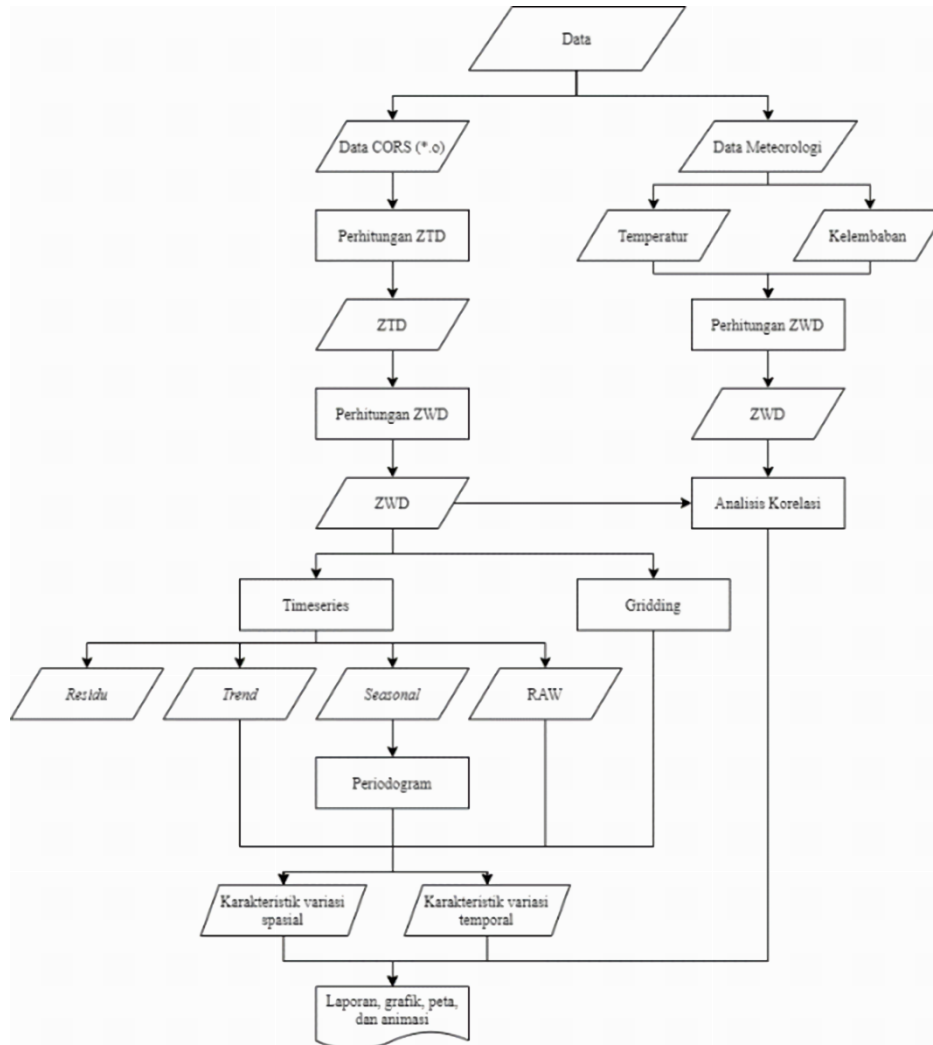 Data
Data CORS (*.o)
Data Meteorologi
Perhitungan ZTD
Temperatur
Kelembaban
ZTD
Perhitungan ZWD
Perhitungan ZWD
ZWD
ZWD
Analisis Korelasi
Timeseries
Gridding
Residu
Trend
Seasonal
RAW
Periodogram
Karakteristik variasi
spasial
Karakteristik variasi
temporal
Laporan, grafik, peta,
dan animasi